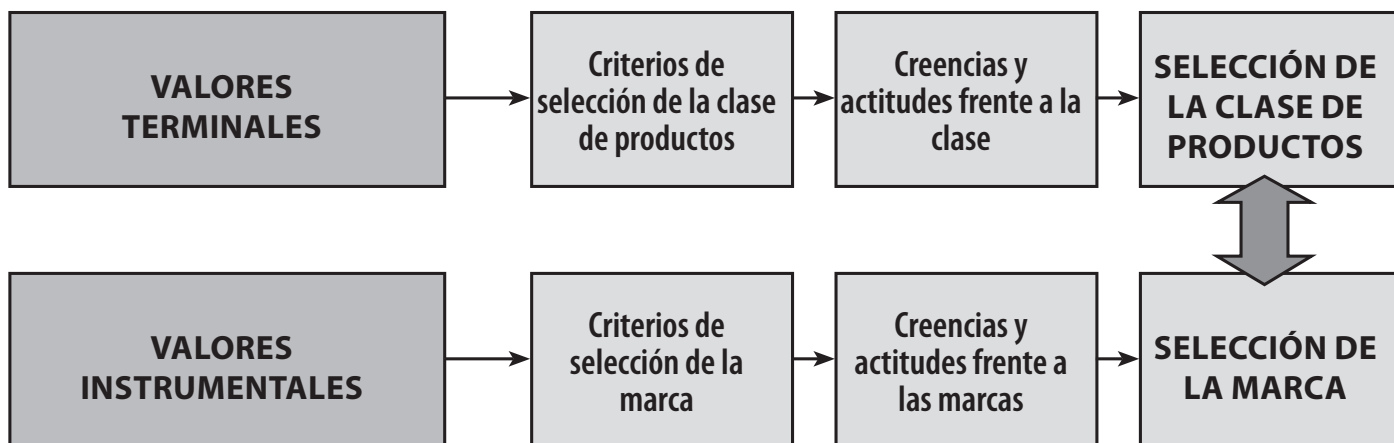 VALORES
TERMINALES
Criterios de
selección de la clase
de productos
Creencias y
actitudes frente a la
clase
SELECCIÓN DE
LA CLASE DE
PRODUCTOS
VALORES
INSTRUMENTALES
Criterios de
selección de la
marca
Creencias y
actitudes frente a
las marcas
SELECCIÓN DE
LA MARCA